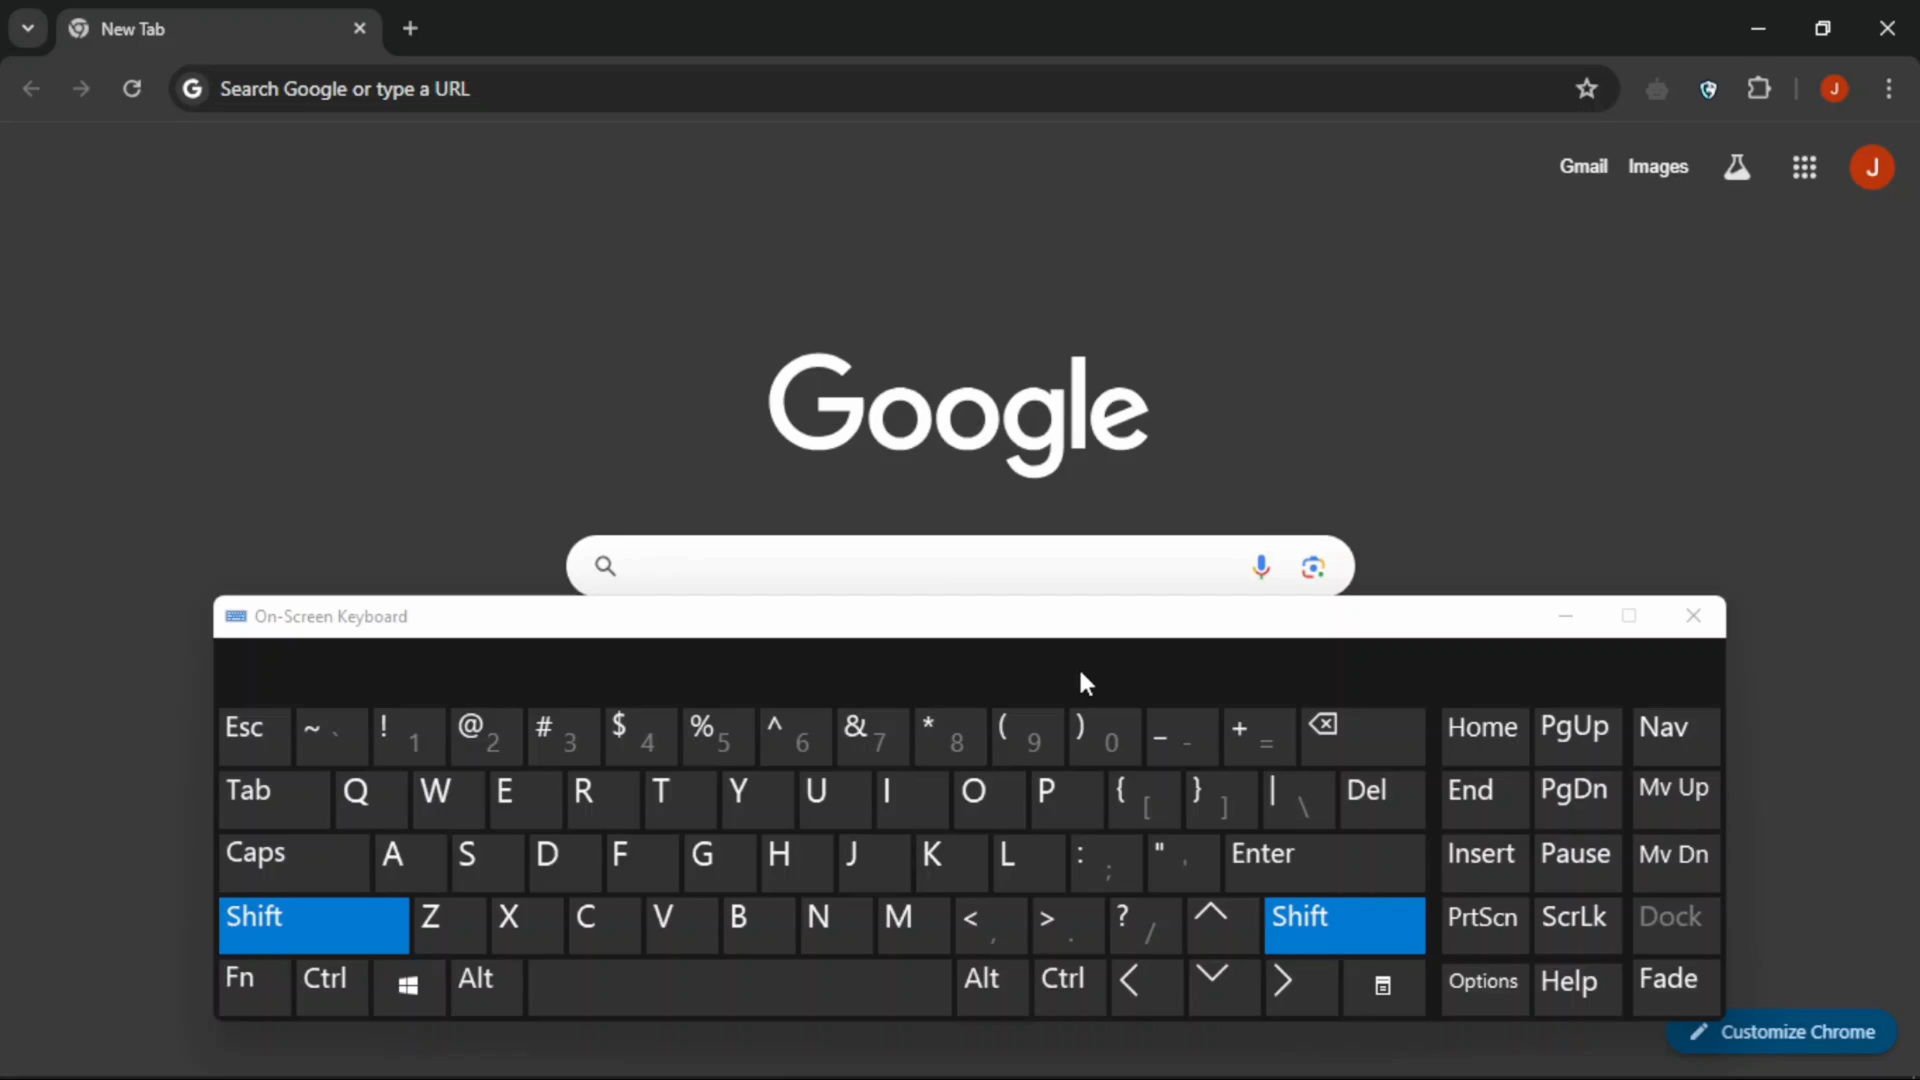 New Tab
Search Google or type a URL
J
Gmail Images J
Google
On-Screen Keyboard
Esc ~ ` ! 1 @ 2 # 3 $ 4 % 5 ^ 6 & 7 * 8 ( 9 ) 0 _ - + = Home PgUp Nav
Tab Q W E R T Y U I O P { [ } ] | \ Del End PgDn Mv Up
Caps A S D F G H J K L : ; " ' Enter Insert Pause Mv Dn
Shift Z X C V B N M < , > . ? / Shift PrtScn ScrLk Dock
Fn Ctrl Alt Alt Ctrl Options Help Fade
Customize Chrome